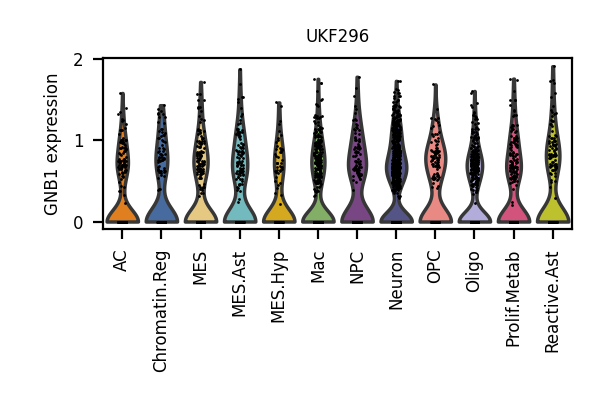 UKF296
GNB1 expression
2
1
0
AC
Chromatin.Reg
MES
MES.Ast
MES.Hyp
Mac
NPC
Neuron
OPC
Oligo
Prolif.Metab
Reactive.Ast